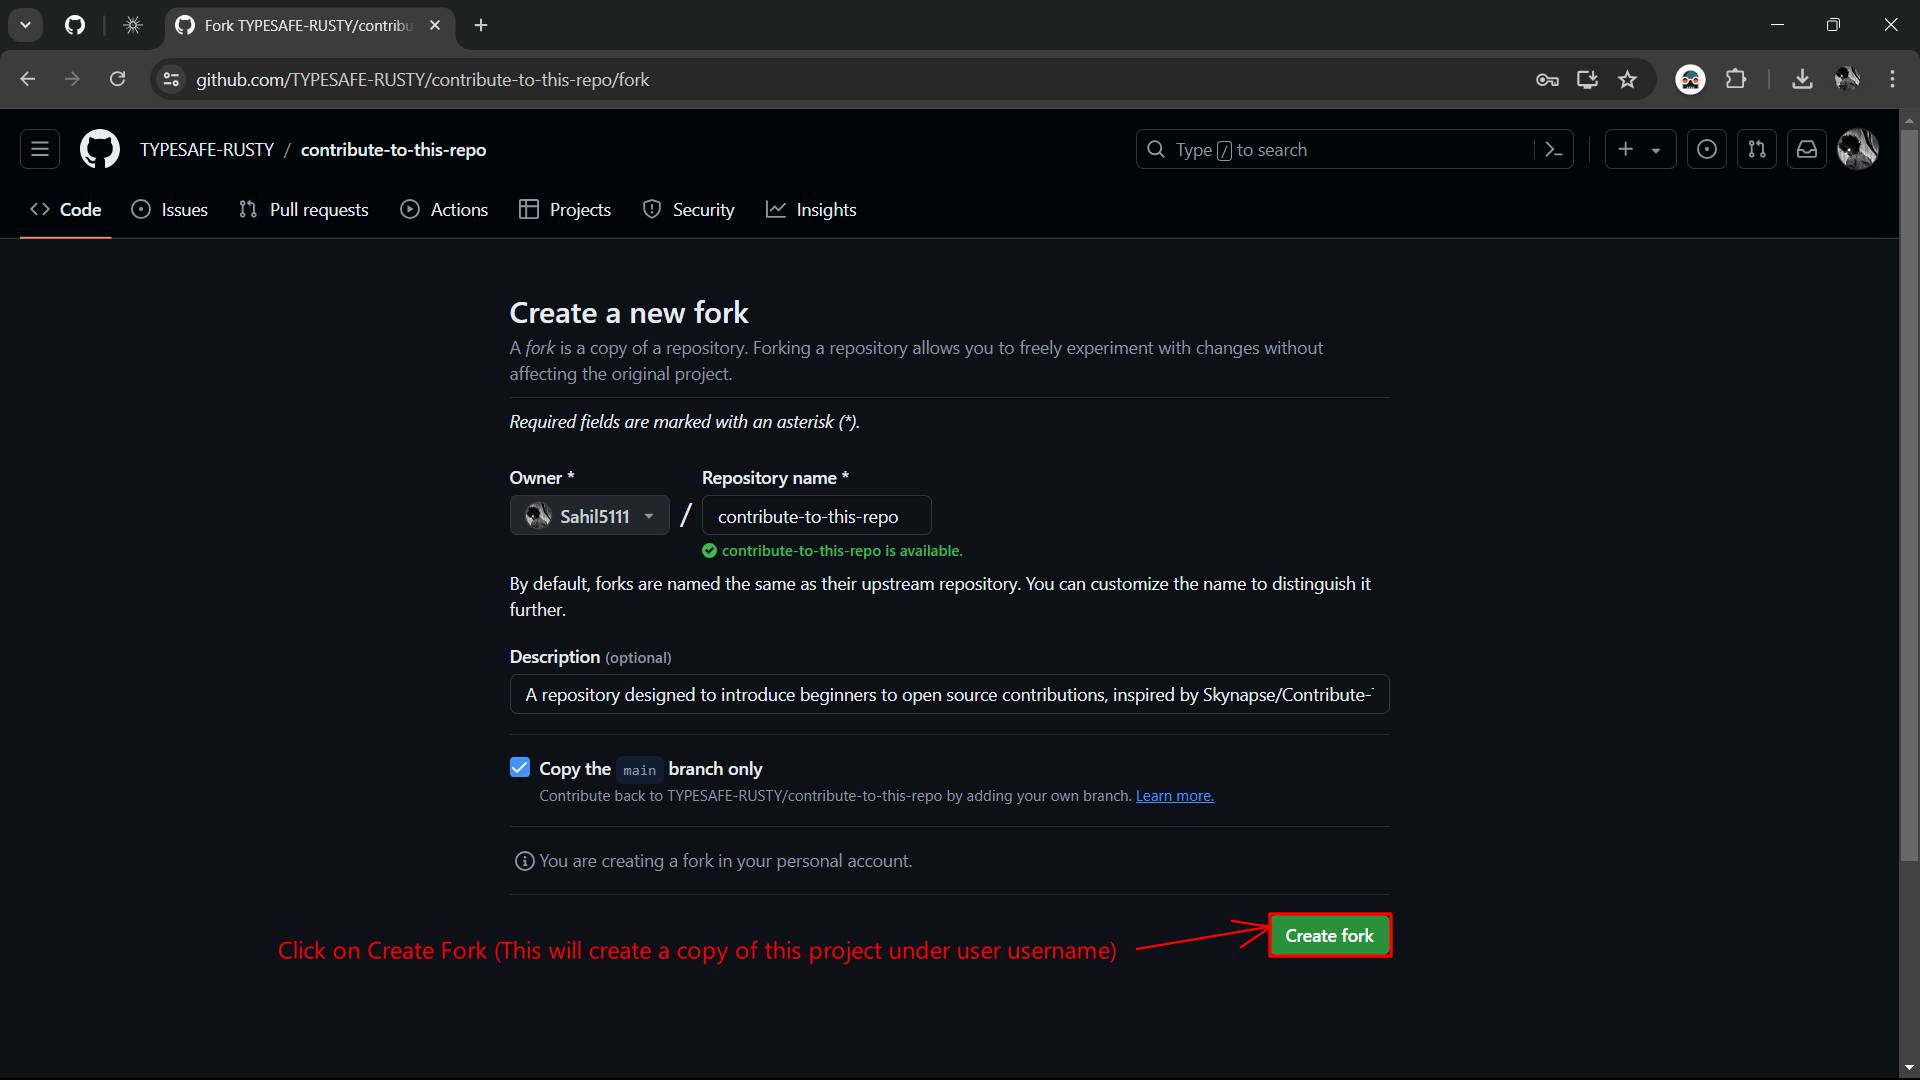 Fork TYPESAFE-RUSTY/contribu
github.com/TYPESAFE-RUSTY/contribute-to-this-repo/fork
TYPESAFE-RUSTY / contribute-to-this-repo
Type / to search
Code Issues Pull requests Actions Projects Security Insights
Create a new fork
A fork is a copy of a repository. Forking a repository allows you to freely experiment with changes without
affecting the original project.
Required fields are marked with an asterisk (*).
Owner * Repository name *
Sahil5111 / contribute-to-this-repo
contribute-to-this-repo is available.
By default, forks are named the same as their upstream repository. You can customize the name to distinguish it
further.
Description (optional)
A repository designed to introduce beginners to open source contributions, inspired by Skynapse/Contribute-
Copy the main branch only
Contribute back to TYPESAFE-RUSTY/contribute-to-this-repo by adding your own branch. Learn more.
You are creating a fork in your personal account.
Create fork
Click on Create Fork (This will create a copy of this project under user username)